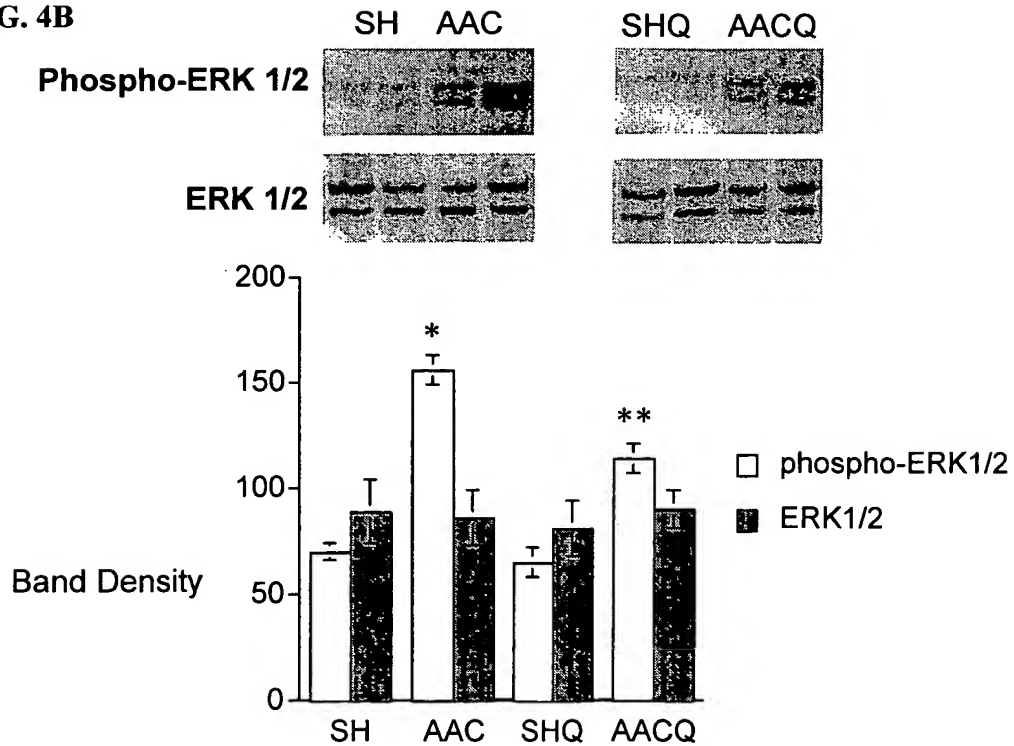 G. 4B
SH AAC SHQ AACQ
Phospho-ERK 1/2
ERK 1/2
200
150
100
50
0
*
**
Band Density
phospho-ERK1/2
ERK1/2
SH AAC SHQ AACQ